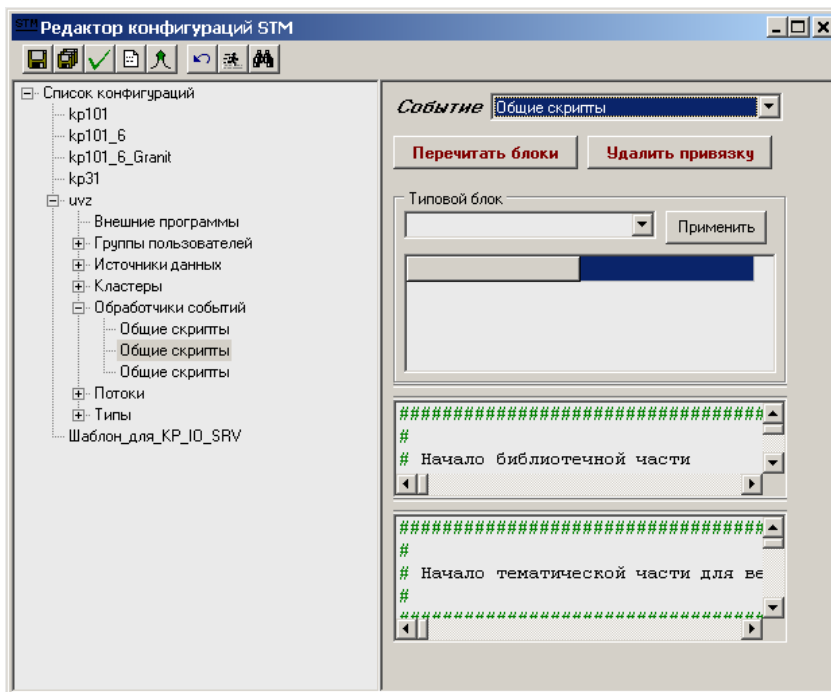 STM Редактор конфигураций STM
Список конфигураций
kp101
kp101_6
kp101_6_Granit
kp31
uvz
Внешние программы
Группы пользователей
Источники данных
Кластеры
Обработчики событий
Общие скрипты
Общие скрипты
Общие скрипты
Потоки
Типы
Шаблон_для_KP_IO_SRV
Событие Общие скрипты
Перечитать блоки Удалить привязку
Типовой блок
Применить
##################################
#
# Начало библиотечной части
##################################
#
# Начало тематической части для ве
#
##################################